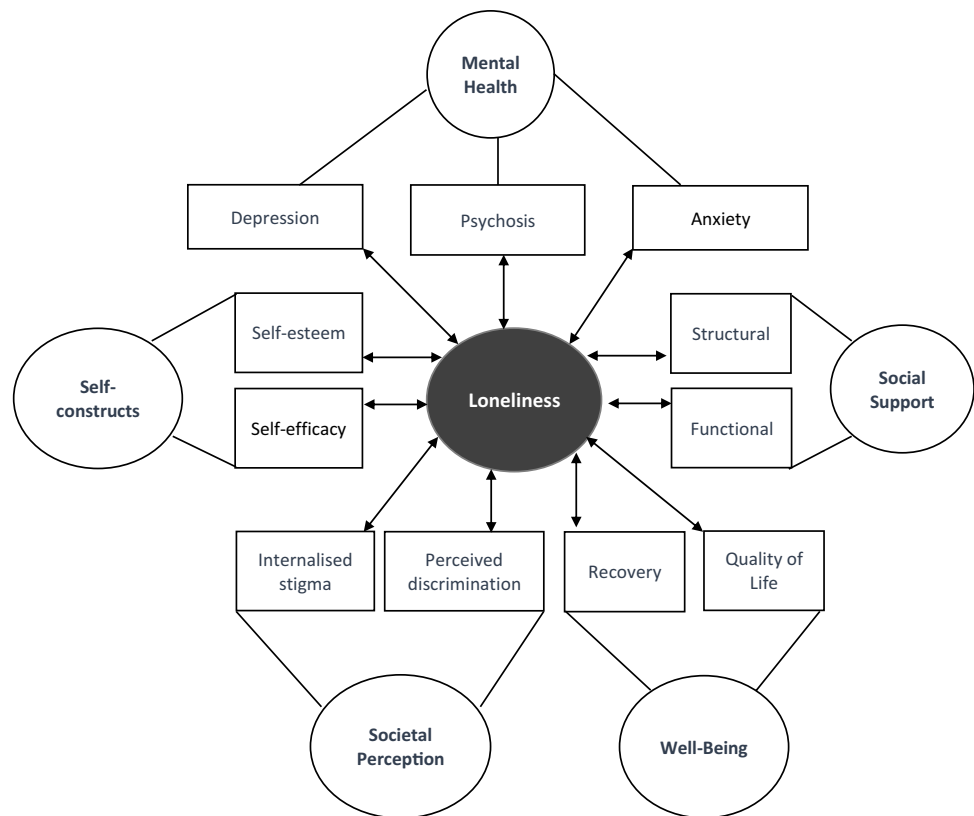 Mental
Health
Depression
Psychosis
Anxiety
Self-esteem
Structural
Self-
constructs
Loneliness
Social
Support
Self-efficacy
Functional
Internalised
stigma
Perceived
discrimination
Recovery
Quality of
Life
Societal
Perception
Well-Being